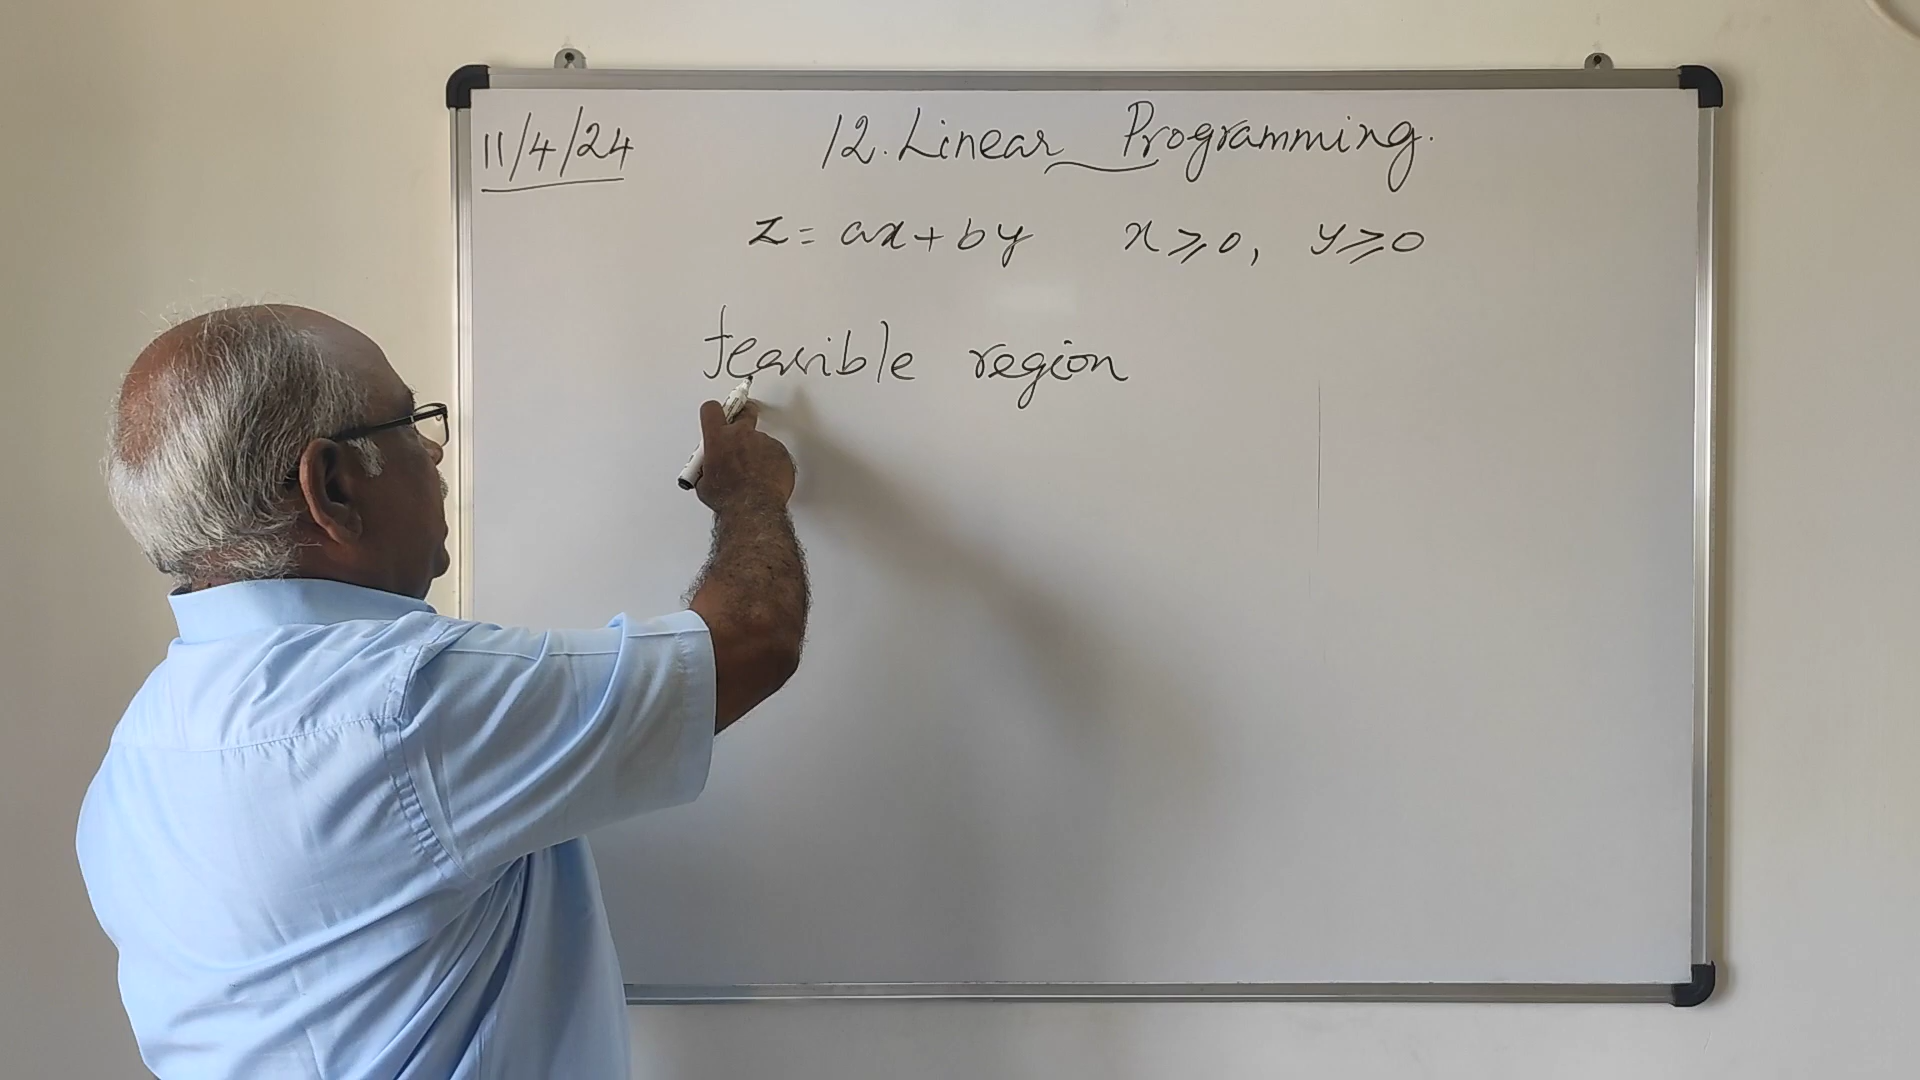 11/4/24
12. Linear Programming.
Z = ax + by x ⩾ 0, y ⩾ 0
feasible region